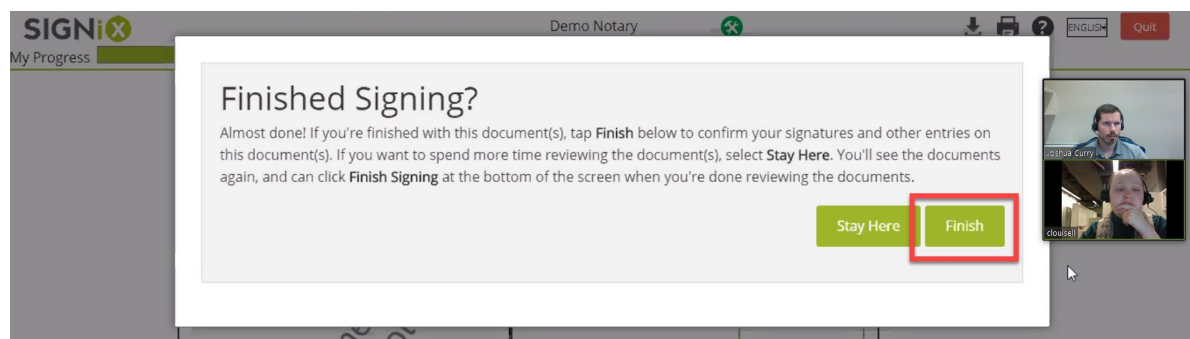 SIGNiX
Demo Notary
ENGLISH
Quit
My Progress
Finished Signing?
Almost done! If you're finished with this document(s), tap Finish below to confirm your signatures and other entries on
this document(s). If you want to spend more time reviewing the document(s), select Stay Here. You'll see the documents
again, and can click Finish Signing at the bottom of the screen when you're done reviewing the documents.
Stay Here
Finish
Joshua Curry
clouisell